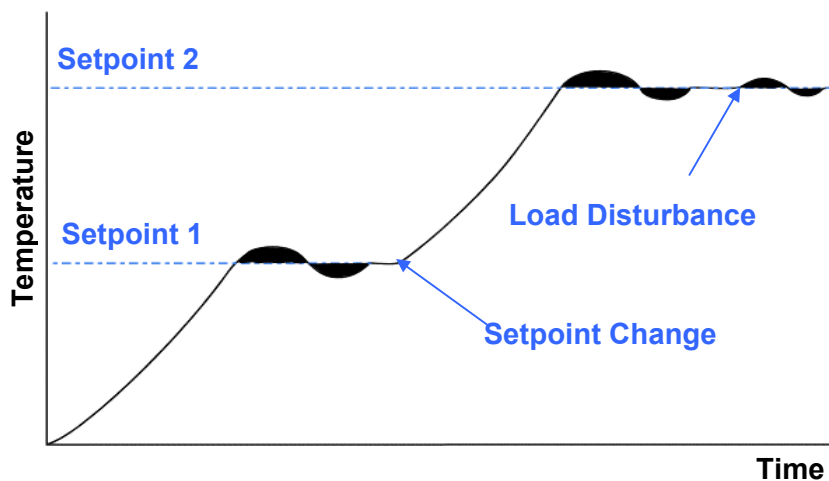 Setpoint 2
Temperature
Setpoint 1
Load Disturbance
Setpoint Change
Time